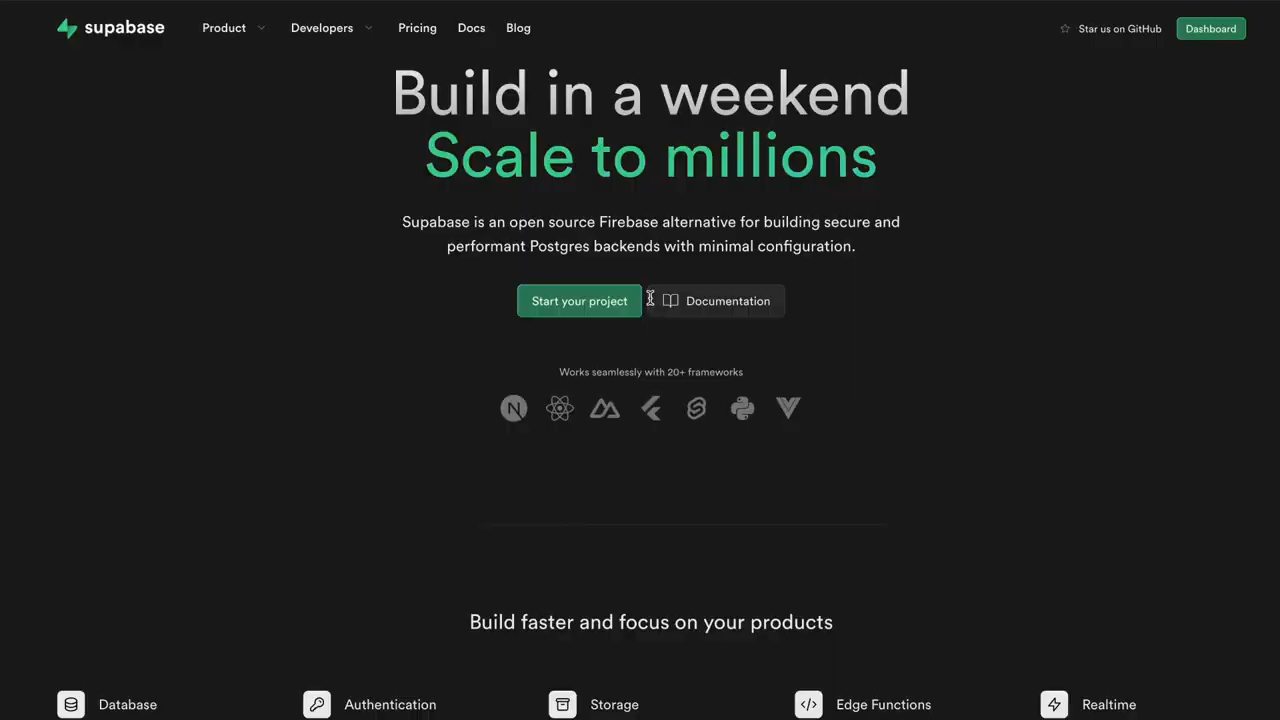 supabase
Product
Developers
Pricing
Docs
Blog
Star us on GitHub
Dashboard
Build in a weekend
Scale to millions
Supabase is an open source Firebase alternative for building secure and
performant Postgres backends with minimal configuration.
Start your project
Documentation
Works seamlessly with 20+ frameworks
N
Build faster and focus on your products
Database
Authentication
Storage
Edge Functions
Realtime